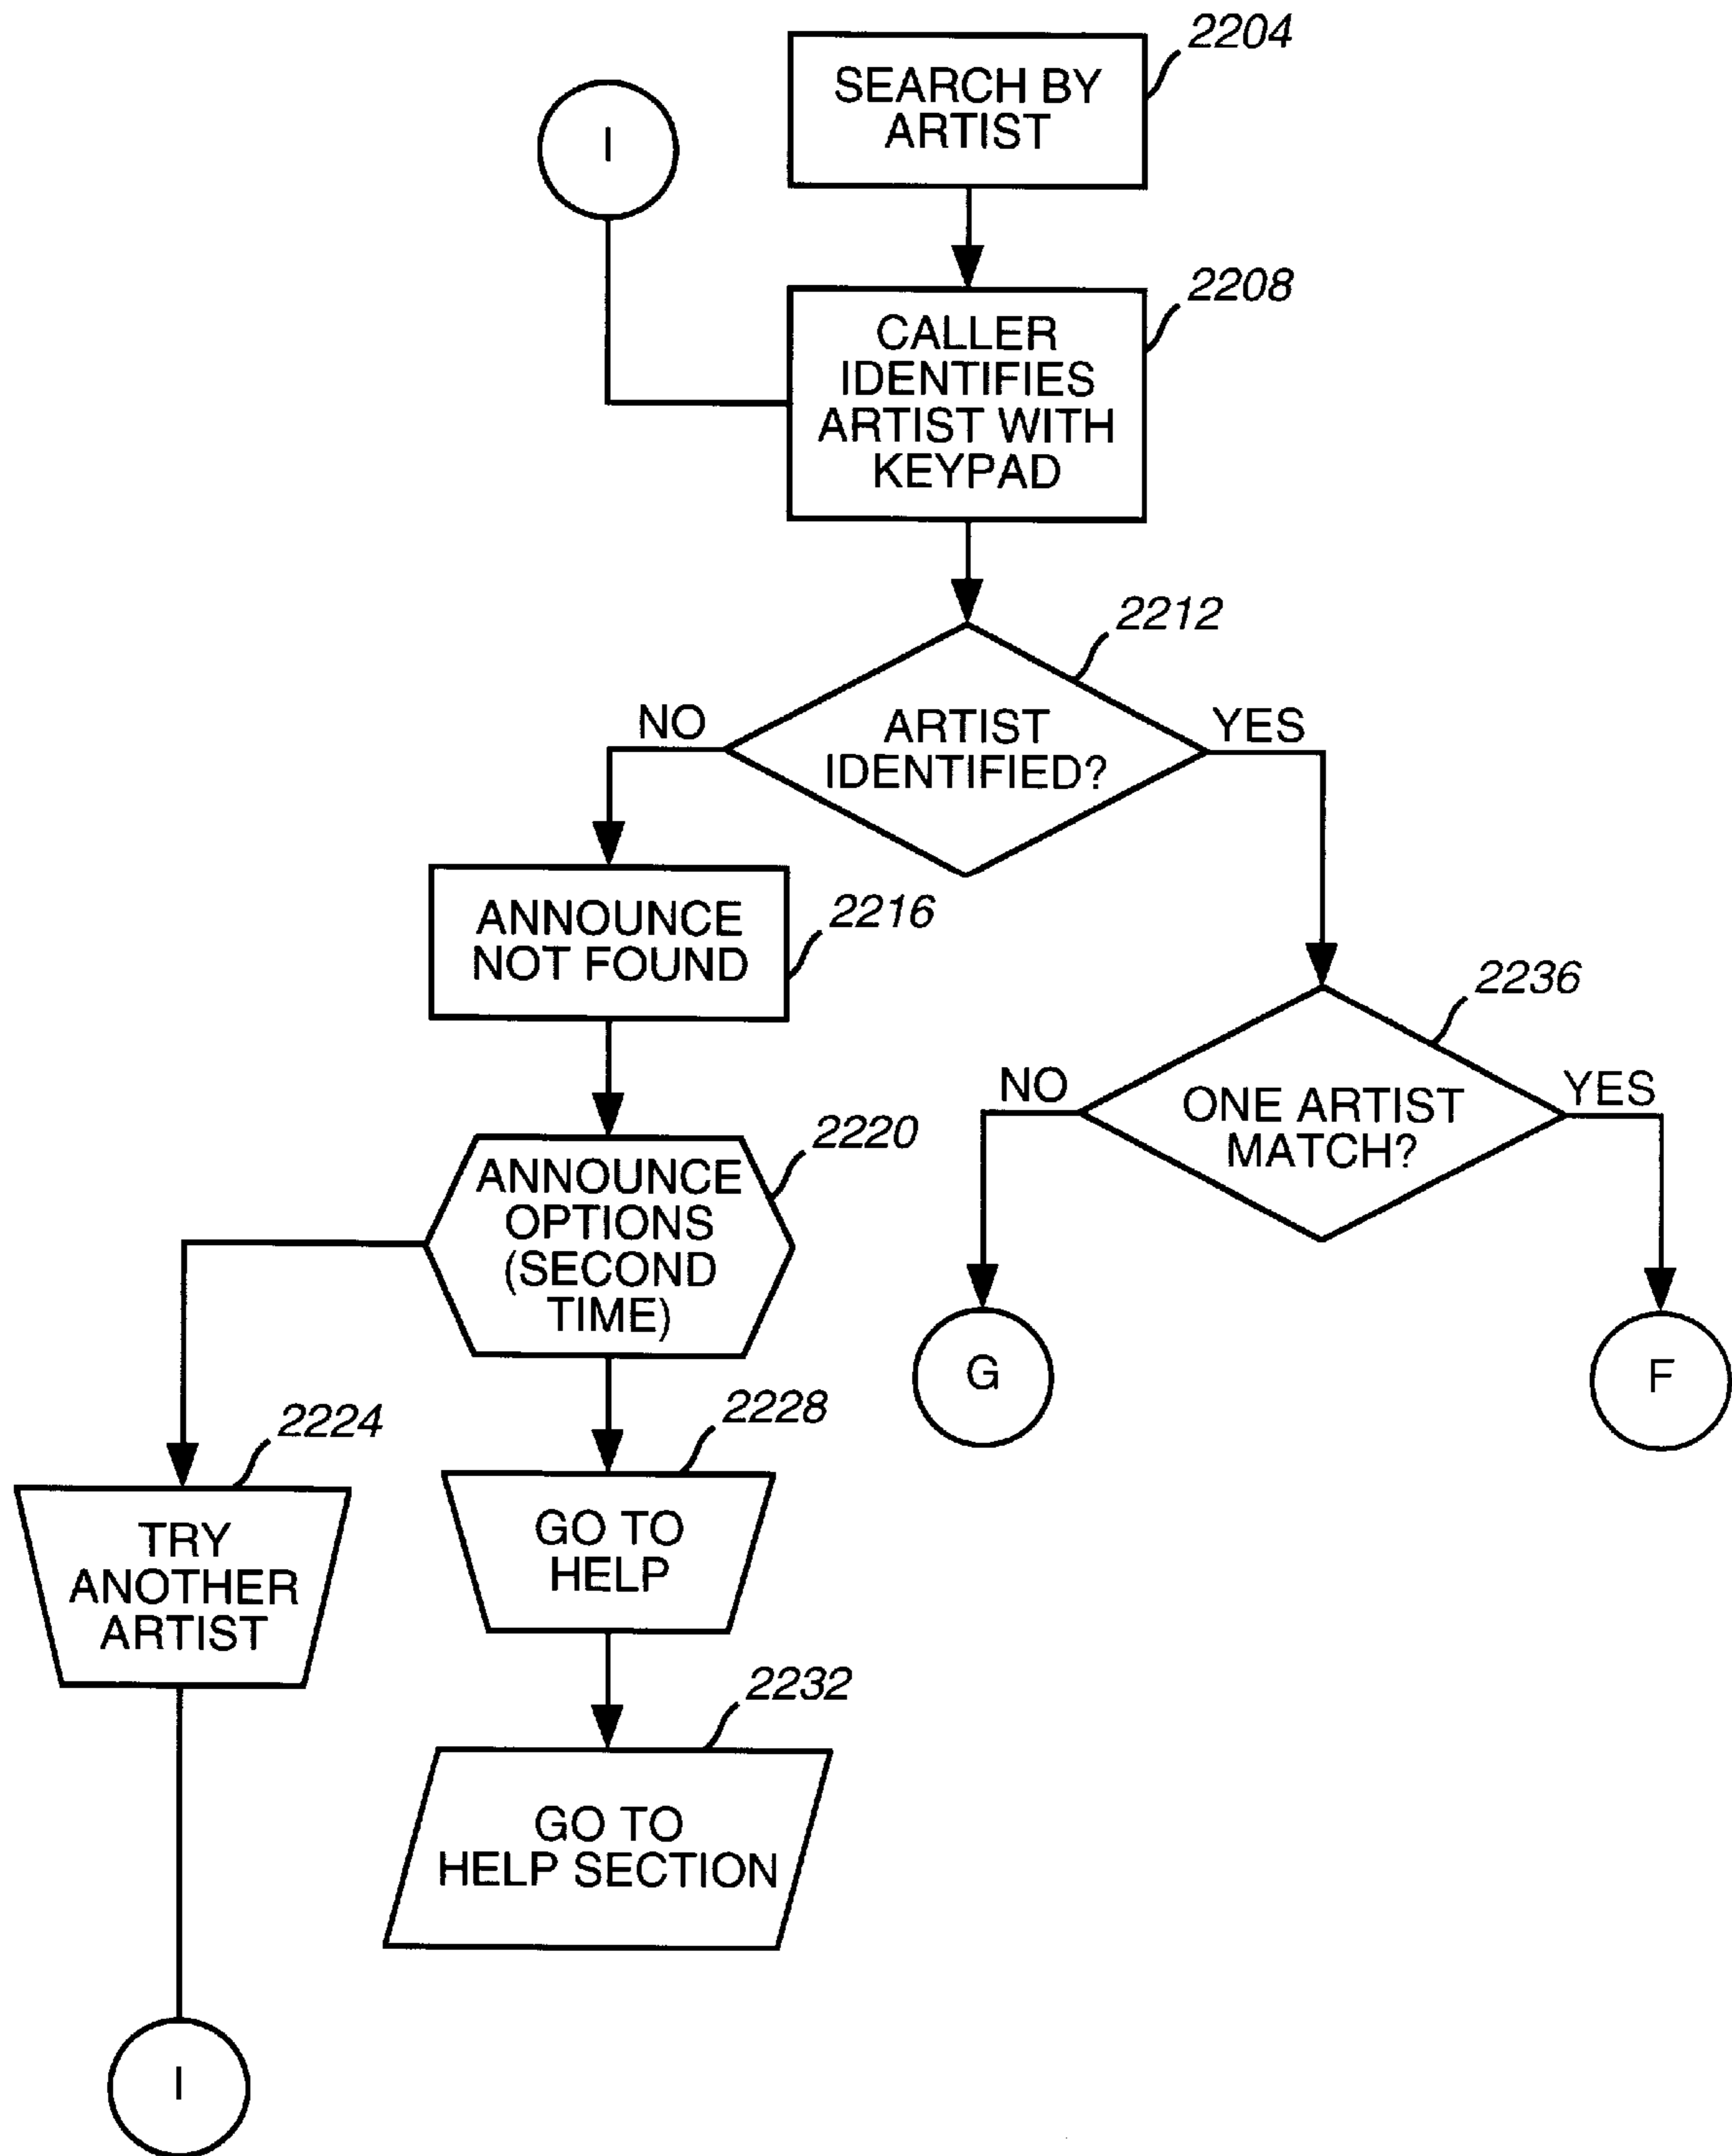 2204
SEARCH BY
ARTIST
I
2208
CALLER
IDENTIFIES
ARTIST WITH
KEYPAD
2212
NO
ARTIST
IDENTIFIED?
YES
ANNOUNCE
NOT FOUND
2216
2236
NO
ONE ARTIST
MATCH?
YES
2220
ANNOUNCE
OPTIONS
(SECOND
TIME)
G
F
2224
TRY
ANOTHER
ARTIST
2228
GO TO
HELP
2232
GO TO
HELP SECTION
I